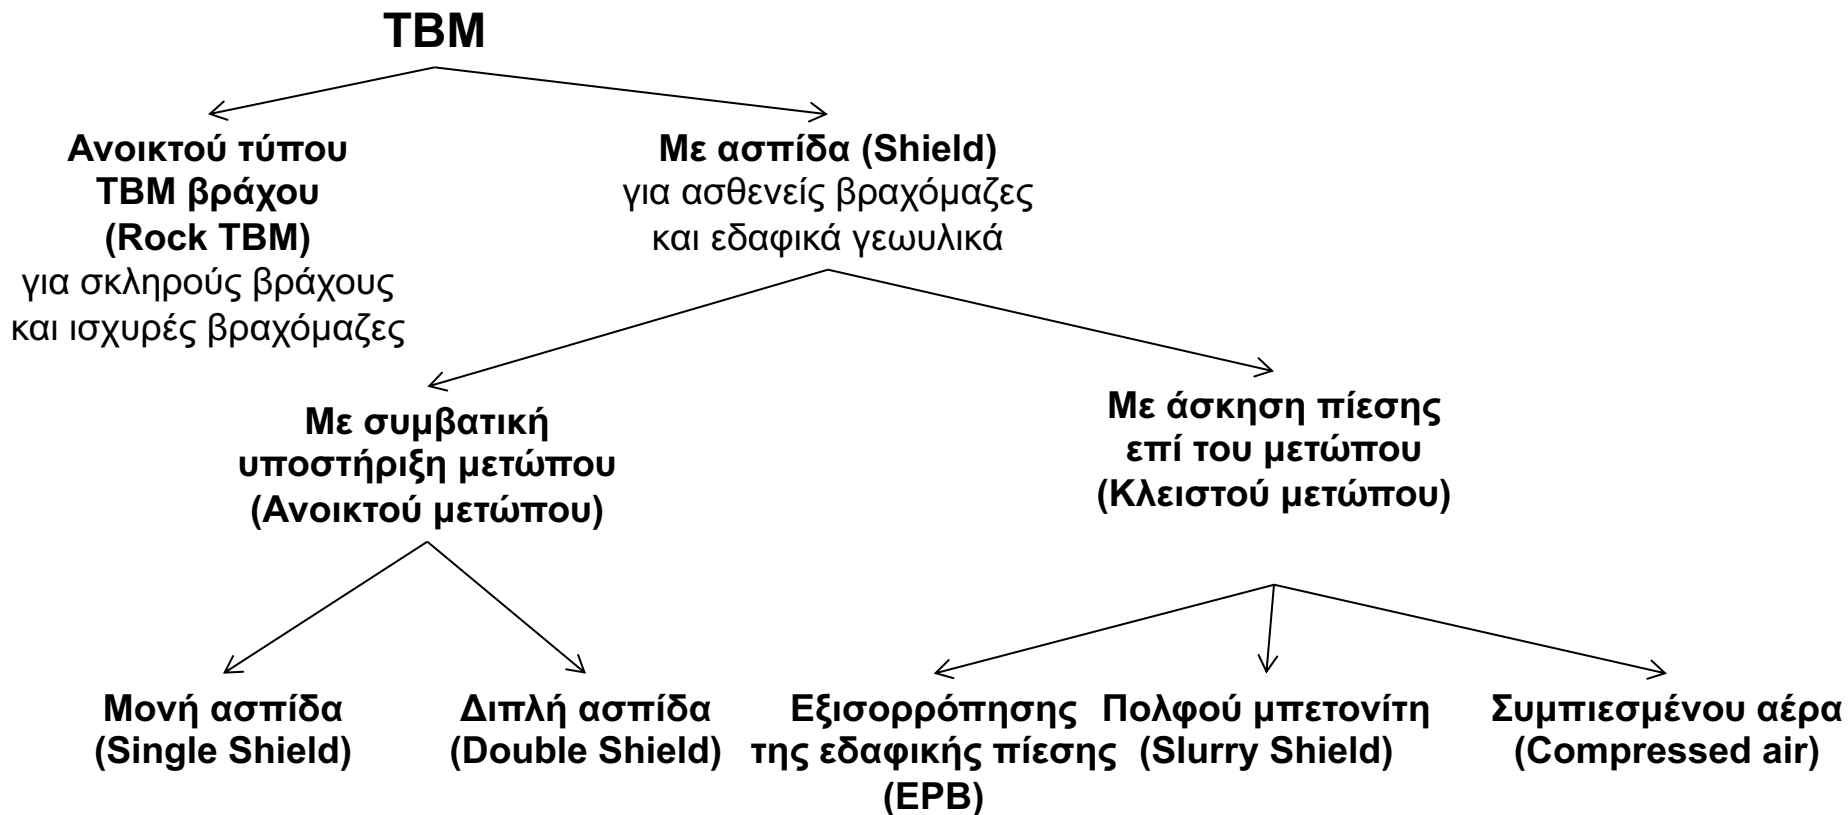 TBM
Ανοικτού τύπου
TBM βράχου
(Rock TBM)
για σκληρούς βράχους
και ισχυρές βραχόμαζες
Με ασπίδα (Shield)
για ασθενείς βραχόμαζες
και εδαφικά γεωυλικά
Με συμβατική
υποστήριξη μετώπου
(Ανοικτού μετώπου)
Με άσκηση πίεσης
επί του μετώπου
(Κλειστού μετώπου)
Μονή ασπίδα
(Single Shield)
Διπλή ασπίδα
(Double Shield)
Εξισορρόπησης
της εδαφικής πίεσης
(EPB)
Πολφού μπετονίτη
(Slurry Shield)
Συμπιεσμένου αέρα
(Compressed air)